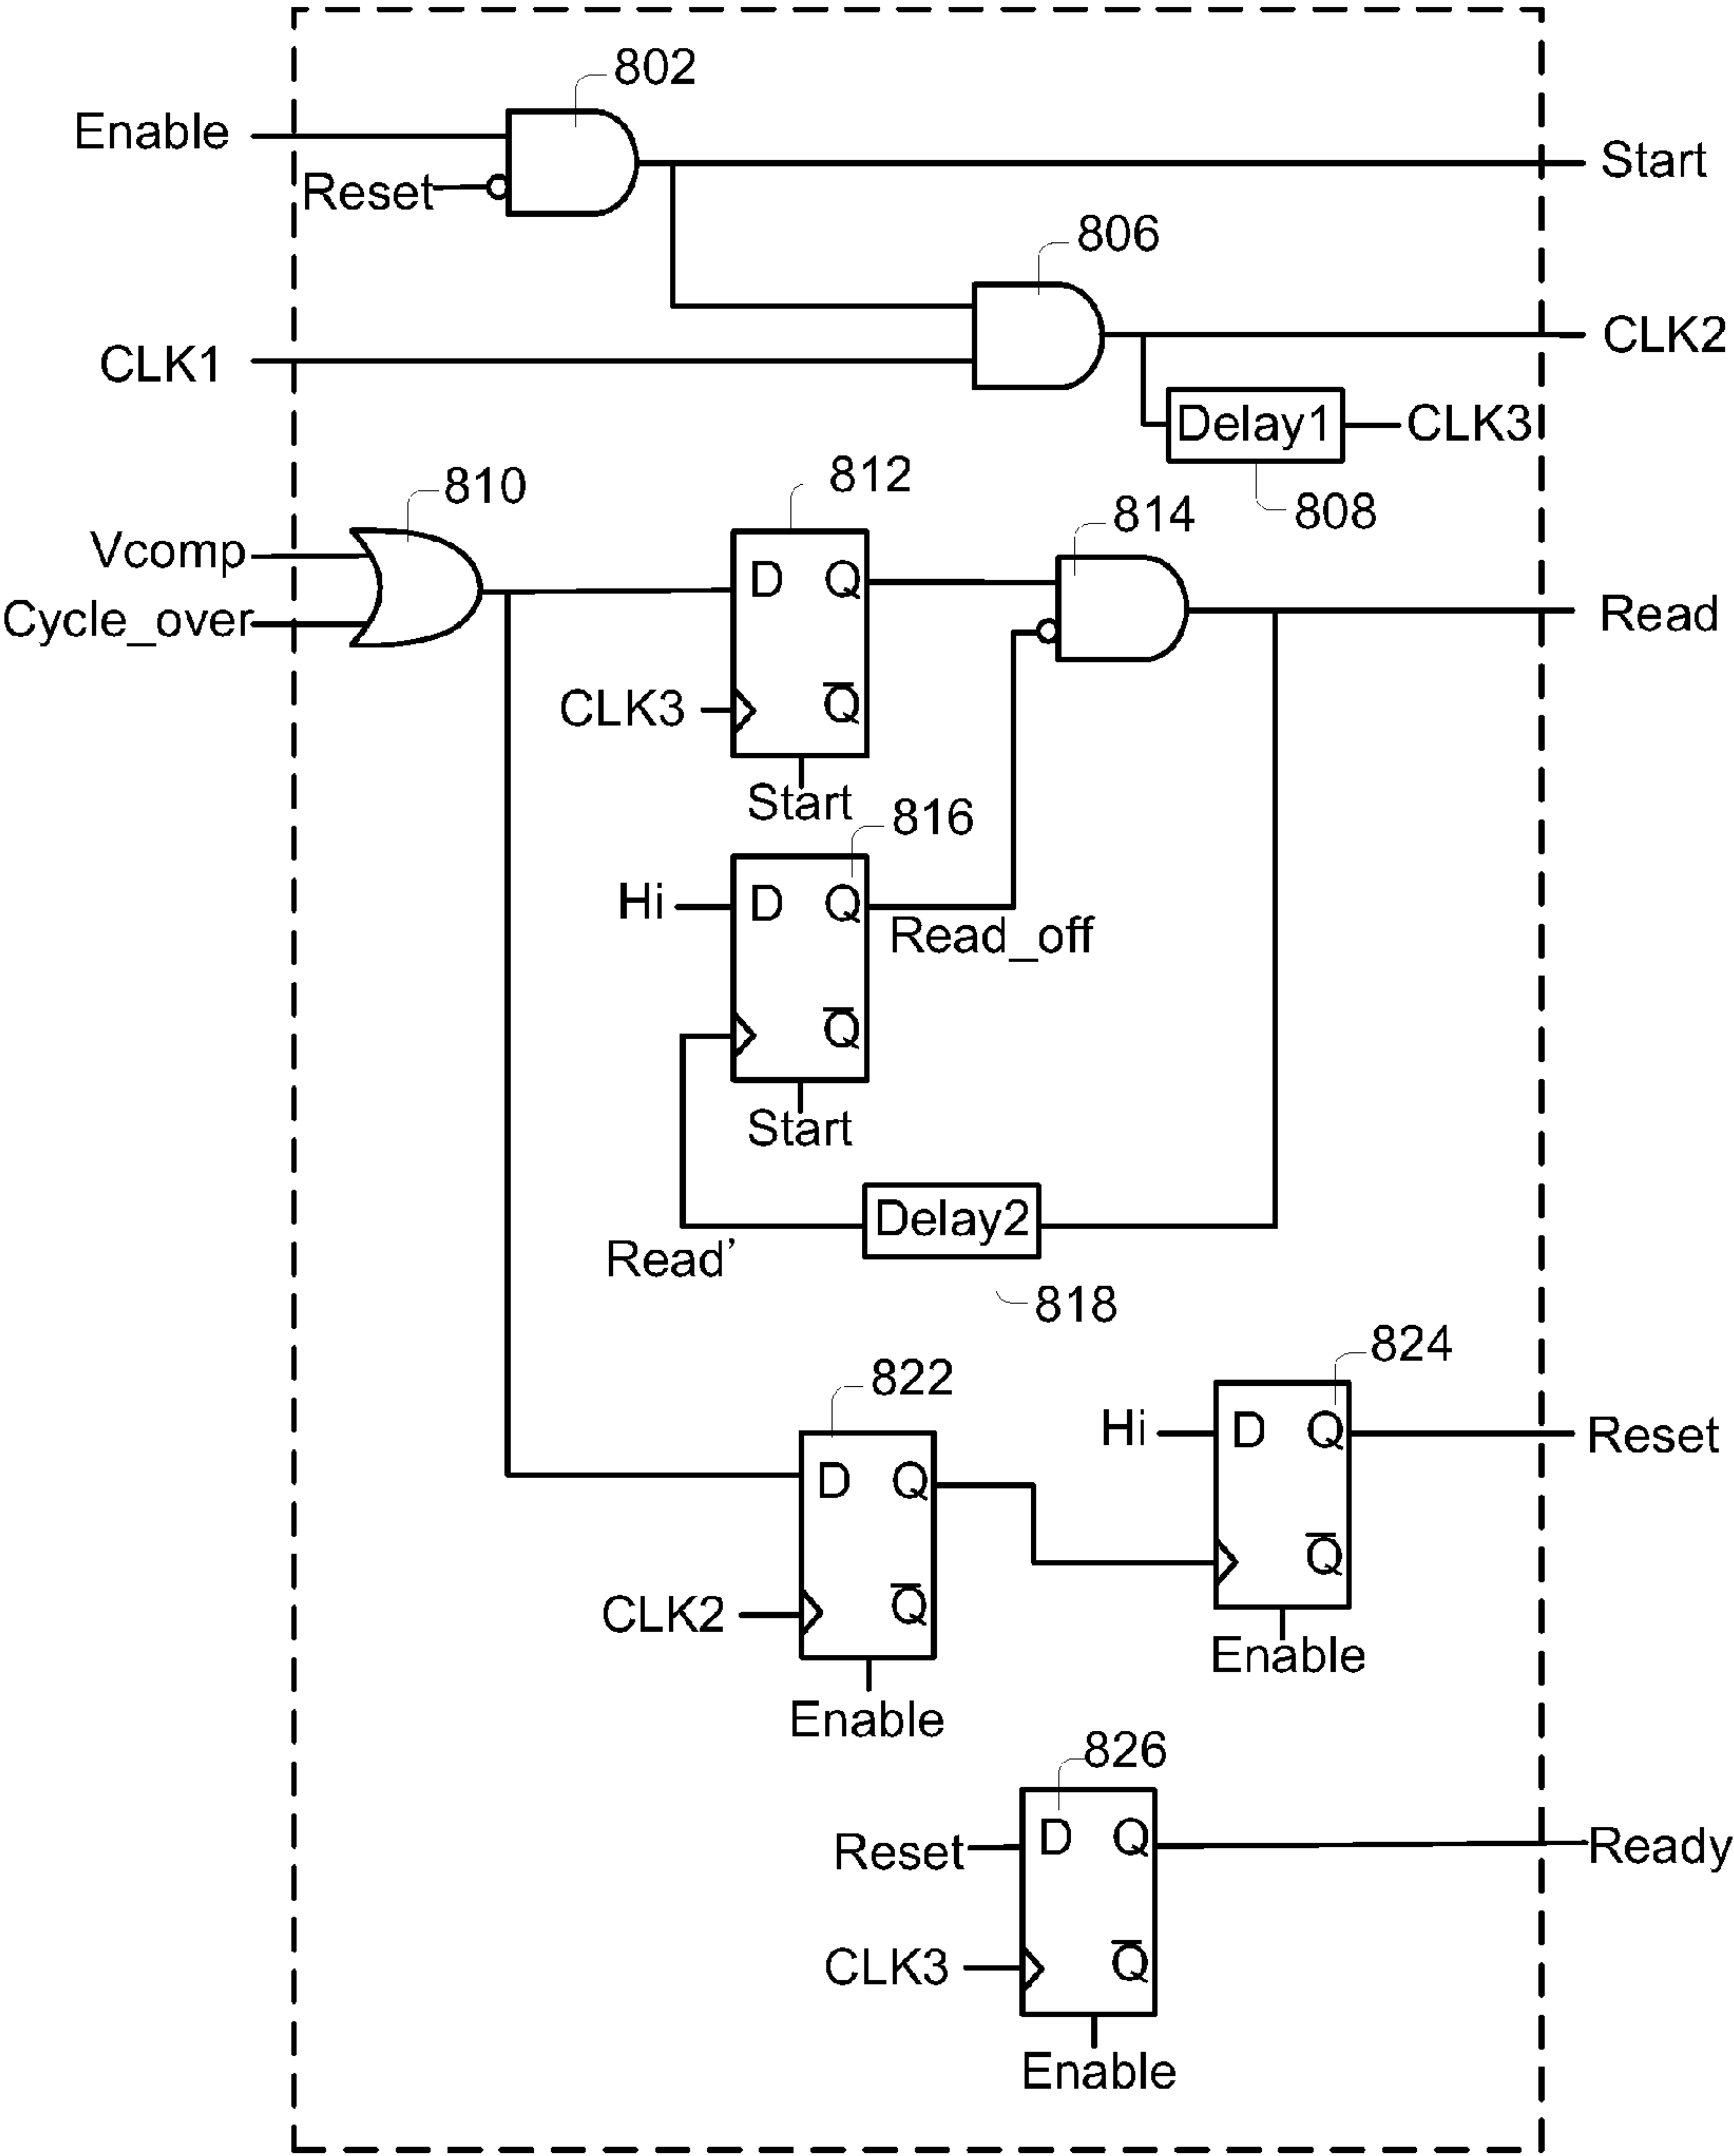 802
Enable
Start
Reset
806
CLK1
CLK2
Delay1
CLK3
808
810
812
814
Vcomp
D Q
Read
Cycle_over
CLK3
Q
Start
816
Hi
D Q
Read_off
Q
Start
Delay2
Read'
818
824
822
Hi
D Q
Reset
D Q
Q
CLK2
Q
Enable
Enable
826
Reset
D Q
Ready
CLK3
Q
Enable